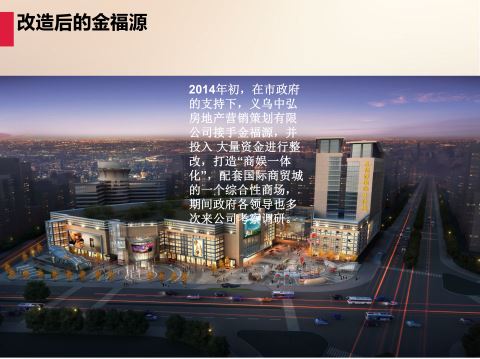 改造后的金福源
2014年初，在市政府
的支持下，义乌中弘
房地产营销策划有限
公司接手金福源，并
投入 大量资金进行整
改，打造“商娱一体
化”，配套国际商贸城
的一个综合性商场，
期间政府各领导也多
次来公司考察调研。